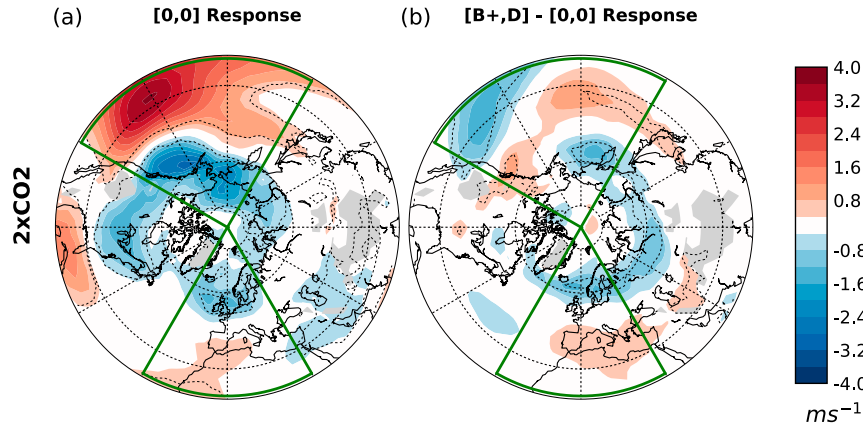 (a) [0,0] Response
(b) [B+,D] - [0,0] Response
2xCO2
4.0
3.2
2.4
1.6
0.8
-0.8
-1.6
-2.4
-3.2
-4.0
ms⁻¹